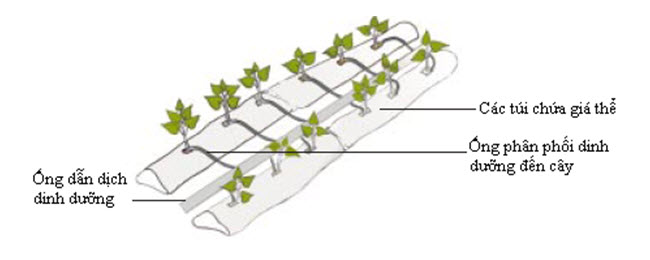 Các túi chứa giá thể
Ống phân phối dinh
dưỡng đến cây
Ống dẫn dịch
dinh dưỡng